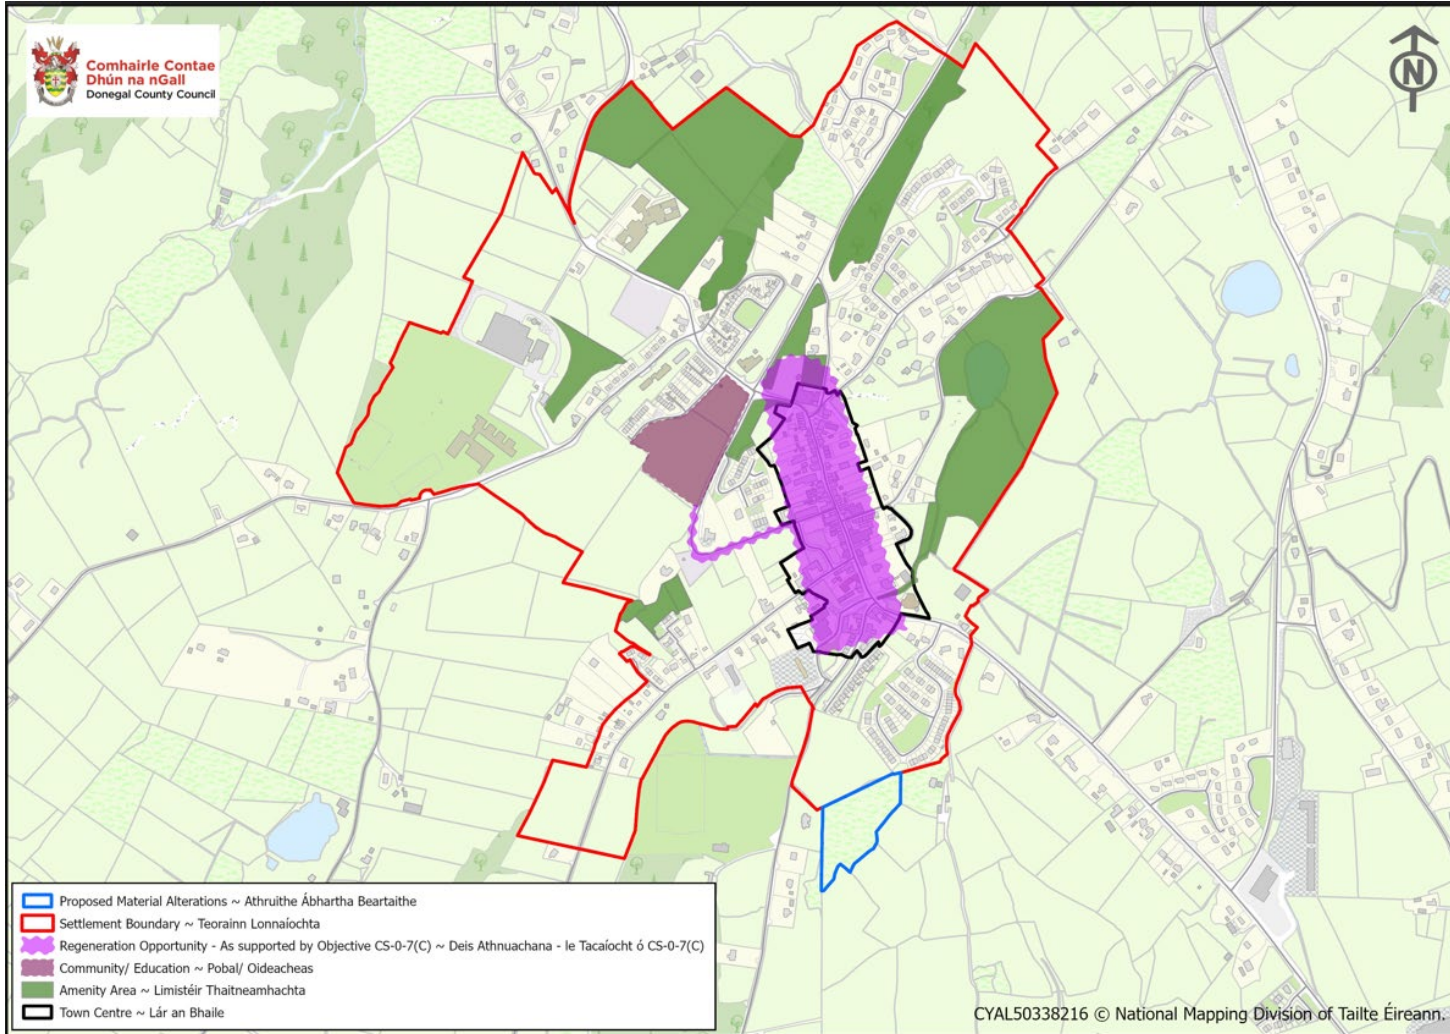 Comhairle Contae
Dhún na nGall
Donegal County Council
N
Proposed Material Alterations ~ Athruithe Ábhartha Beartaithe
Settlement Boundary ~ Teorainn Lonnaíochta
Regeneration Opportunity - As supported by Objective CS-0-7(C) ~ Deis Athnuachana - le Tacaíocht ó CS-0-7(C)
Community/ Education ~ Pobal/ Oideacheas
Amenity Area ~ Limistéir Thaitneamhachta
Town Centre ~ Lár an Bhaile
CYAL50338216 © National Mapping Division of Tailte Éireann.